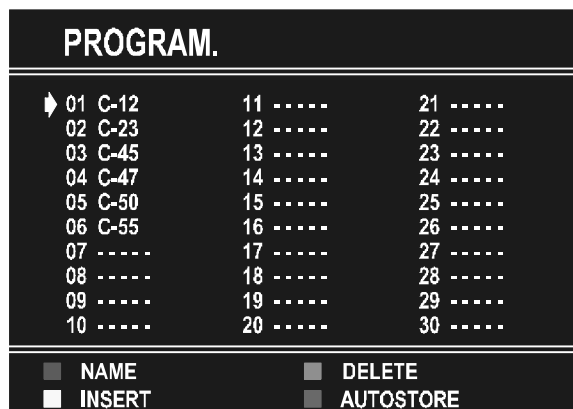 PROGRAM.
01 C-12 11 ----- 21 -----
02 C-23 12 ----- 22 -----
03 C-45 13 ----- 23 -----
04 C-47 14 ----- 24 -----
05 C-50 15 ----- 25 -----
06 C-55 16 ----- 26 -----
07 ----- 17 ----- 27 -----
08 ----- 18 ----- 28 -----
09 ----- 19 ----- 29 -----
10 ----- 20 ----- 30 -----
NAME DELETE
INSERT AUTOSTORE